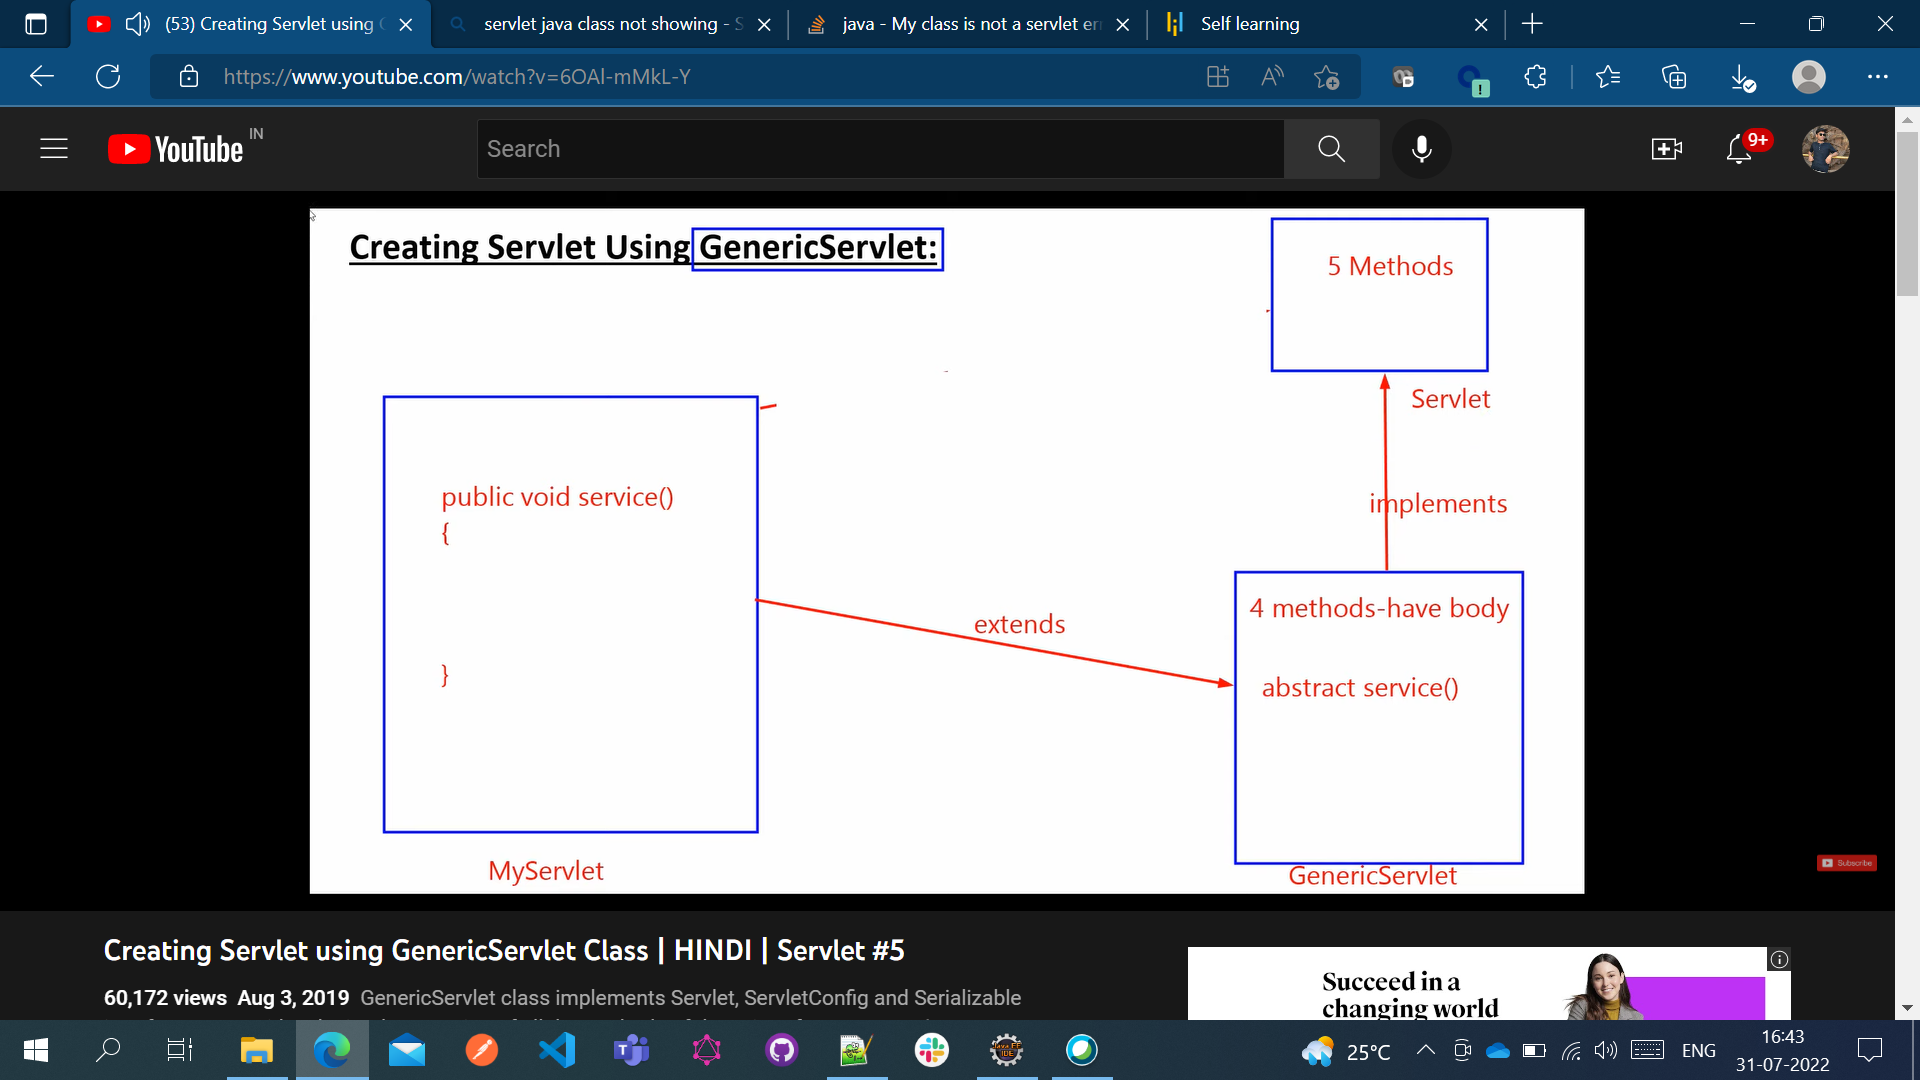 (53) Creating Servlet using
servlet java class not showing - S
java - My class is not a servlet er
Self learning
https://www.youtube.com/watch?v=6OAl-mMkL-Y
YouTube IN
Search
9+
Creating Servlet Using GenericServlet:
5 Methods
Servlet
public void service()
{
}
implements
extends
4 methods-have body
abstract service()
MyServlet
GenericServlet
Subscribe
Creating Servlet using GenericServlet Class | HINDI | Servlet #5
60,172 views Aug 3, 2019 GenericServlet class implements Servlet, ServletConfig and Serializable
Succeed in a
changing world
25°C
ENG
16:43
31-07-2022